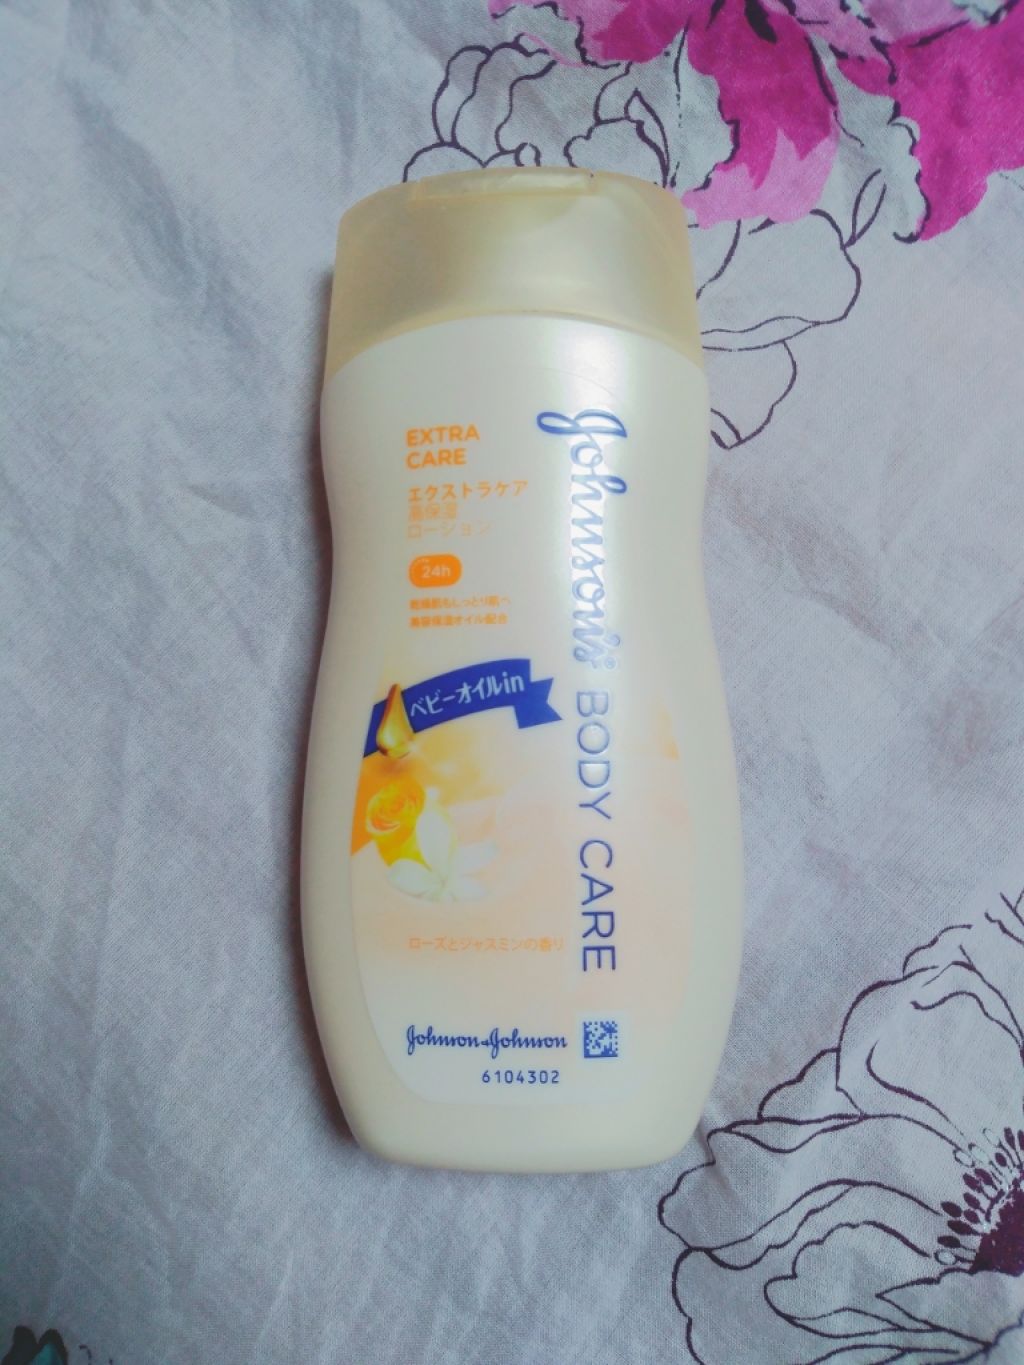 EXTRA
CARE
エクストラケア
高保湿
ローション
24h
乾燥肌もしっとり肌へ
美容保湿オイル配合
ベビーオイルin
Johnson's® BODY CARE
ローズとジャスミンの香り
Johnson+Johnson
6104302